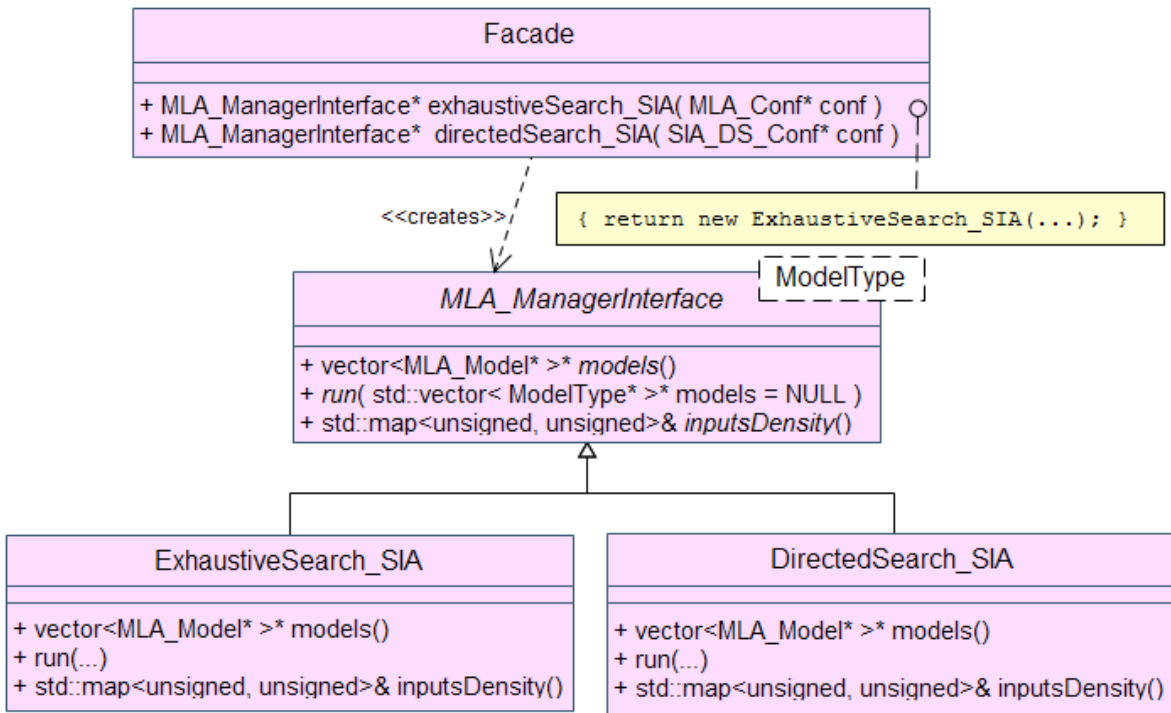 Facade
+ MLA_ManagerInterface* exhaustiveSearch_SIA( MLA_Conf* conf )
+ MLA_ManagerInterface* directedSearch_SIA( SIA_DS_Conf* conf )
<<creates>>
{ return new ExhaustiveSearch_SIA(...); }
ModelType
MLA_ManagerInterface
+ vector<MLA_Model* >* models()
+ run( std::vector< ModelType* >* models = NULL )
+ std::map<unsigned, unsigned>& inputsDensity()
ExhaustiveSearch_SIA
+ vector<MLA_Model* >* models()
+ run(...)
+ std::map<unsigned, unsigned>& inputsDensity()
DirectedSearch_SIA
+ vector<MLA_Model* >* models()
+ run(...)
+ std::map<unsigned, unsigned>& inputsDensity()